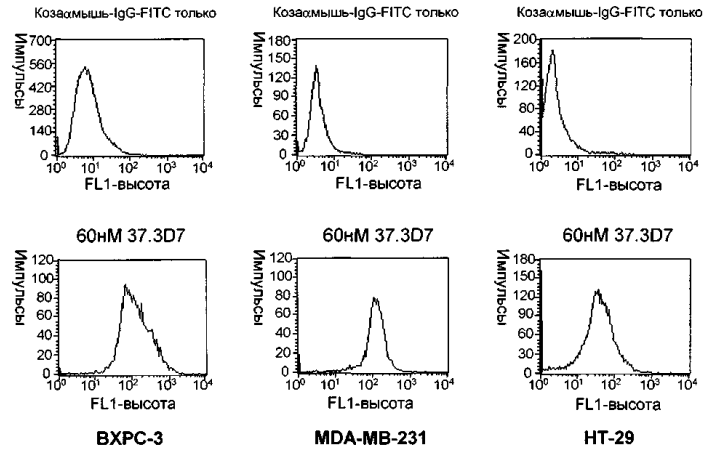 Козаαмышь-IgG-FITC только Козаαмышь-IgG-FITC только Козаαмышь-IgG-FITC только
Импульсы
700
560
420
280
140
0
10⁰ 10¹ 10² 10³ 10⁴
FL1-высота
Импульсы
180
150
120
90
60
30
0
10⁰ 10¹ 10² 10³ 10⁴
FL1-высота
Импульсы
200
160
120
80
40
0
10⁰ 10¹ 10² 10³ 10⁴
FL1-высота
60нМ 37.3D7 60нМ 37.3D7 60нМ 37.3D7
Импульсы
120
100
80
60
40
20
0
10⁰ 10¹ 10² 10³ 10⁴
FL1-высота
Импульсы
120
100
80
60
40
20
0
10⁰ 10¹ 10² 10³ 10⁴
FL1-высота
Импульсы
180
150
120
90
60
30
0
10⁰ 10¹ 10² 10³ 10⁴
FL1-высота
BXPC-3 MDA-MB-231 HT-29